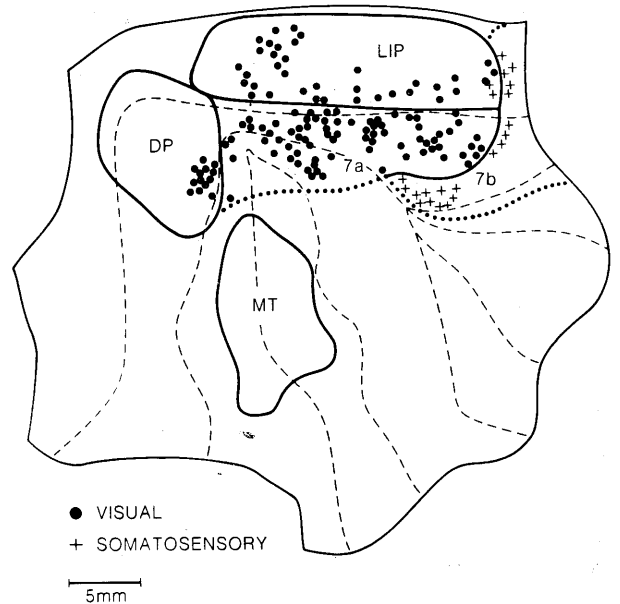 LIP
DP
7a
7b
MT
● VISUAL
+ SOMATOSENSORY
5mm